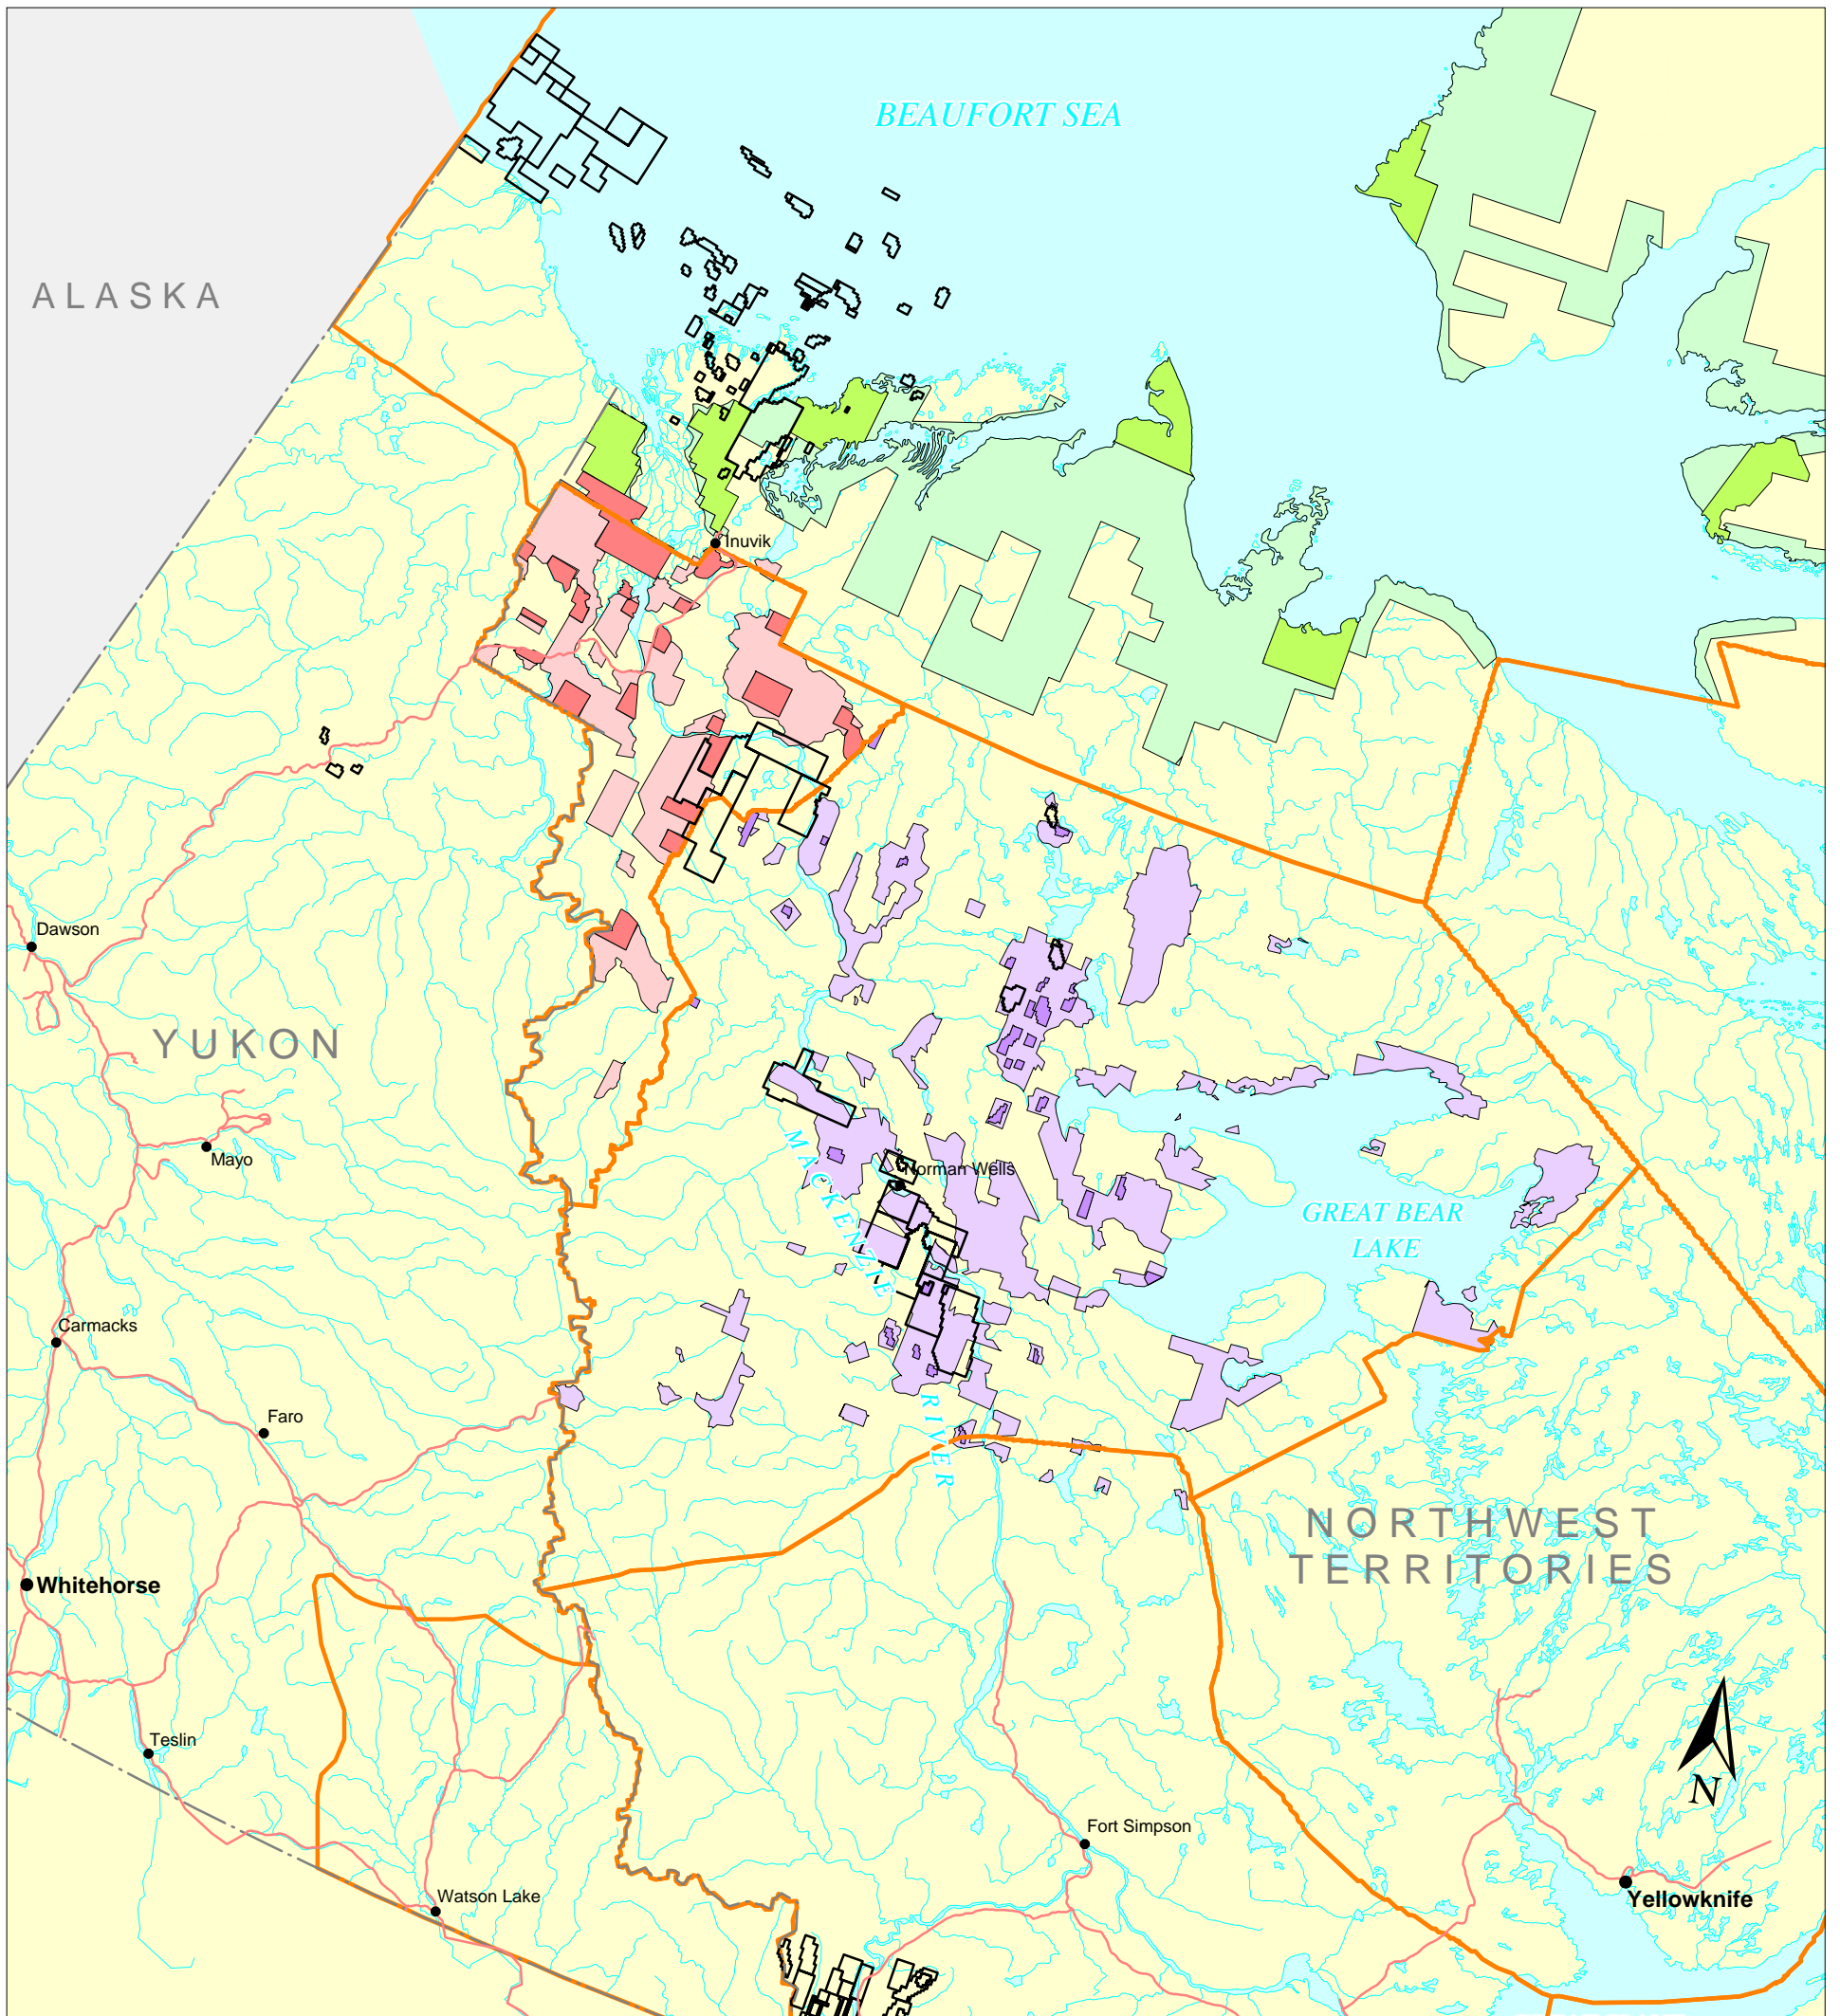 BEAUFORT SEA
ALASKA
Inuvik
Dawson
YUKON
Mayo
MACKENZIE
Norman Wells
GREAT BEAR
LAKE
Carmacks
Faro
RIVER
NORTHWEST
TERRITORIES
Whitehorse
Teslin
N
Fort Simpson
Watson Lake
Yellowknife